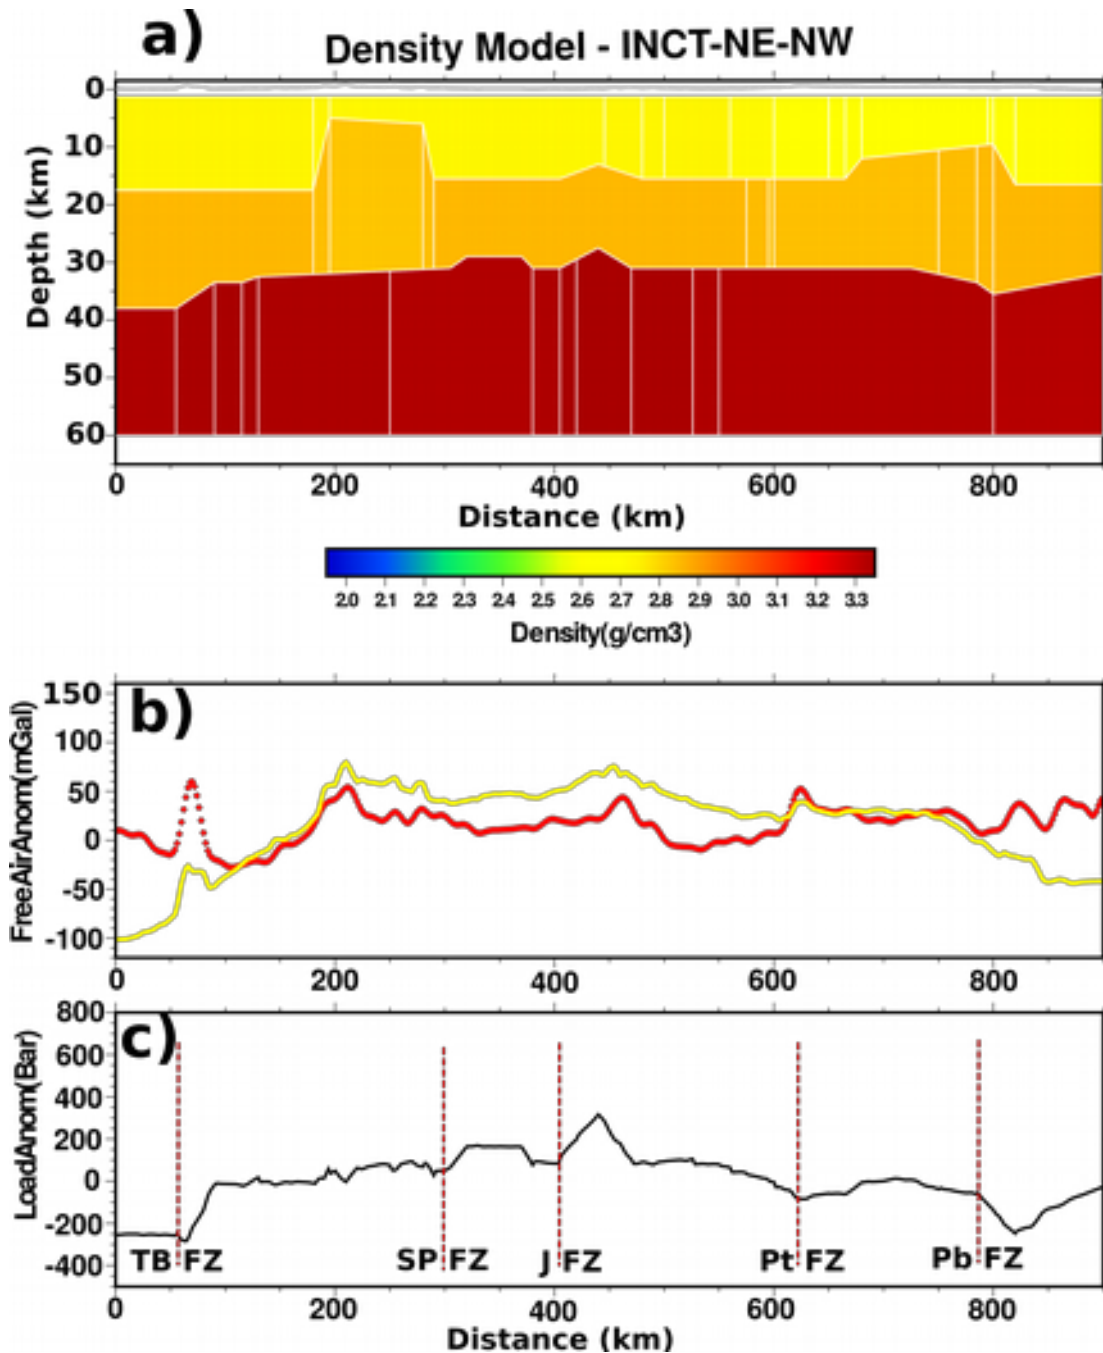 a)
Density Model - INCT-NE-NW
0
10
20
30
40
50
60
Depth (km)
0 200 400 600 800
Distance (km)
2.0 2.1 2.2 2.3 2.4 2.5 2.6 2.7 2.8 2.9 3.0 3.1 3.2 3.3
Density(g/cm3)
b)
150
100
50
0
-50
-100
FreeAirAnom(mGal)
0 200 400 600 800
c)
800
600
400
200
0
-200
-400
LoadAnom(Bar)
TB FZ SP FZ J FZ Pt FZ Pb FZ
0 200 400 600 800
Distance (km)